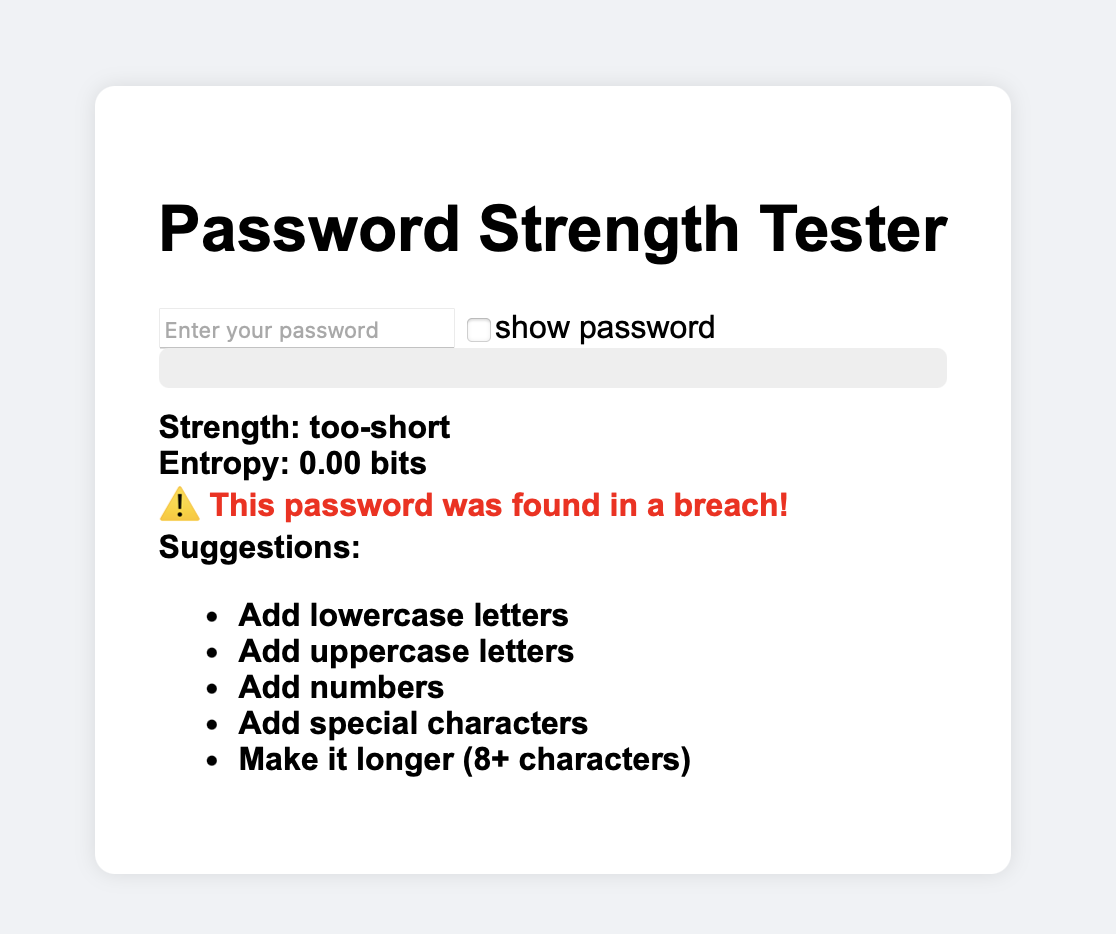 Password Strength Tester
Enter your password show password
Strength: too-short
Entropy: 0.00 bits
⚠️ This password was found in a breach!
Suggestions:
• Add lowercase letters
• Add uppercase letters
• Add numbers
• Add special characters
• Make it longer (8+ characters)